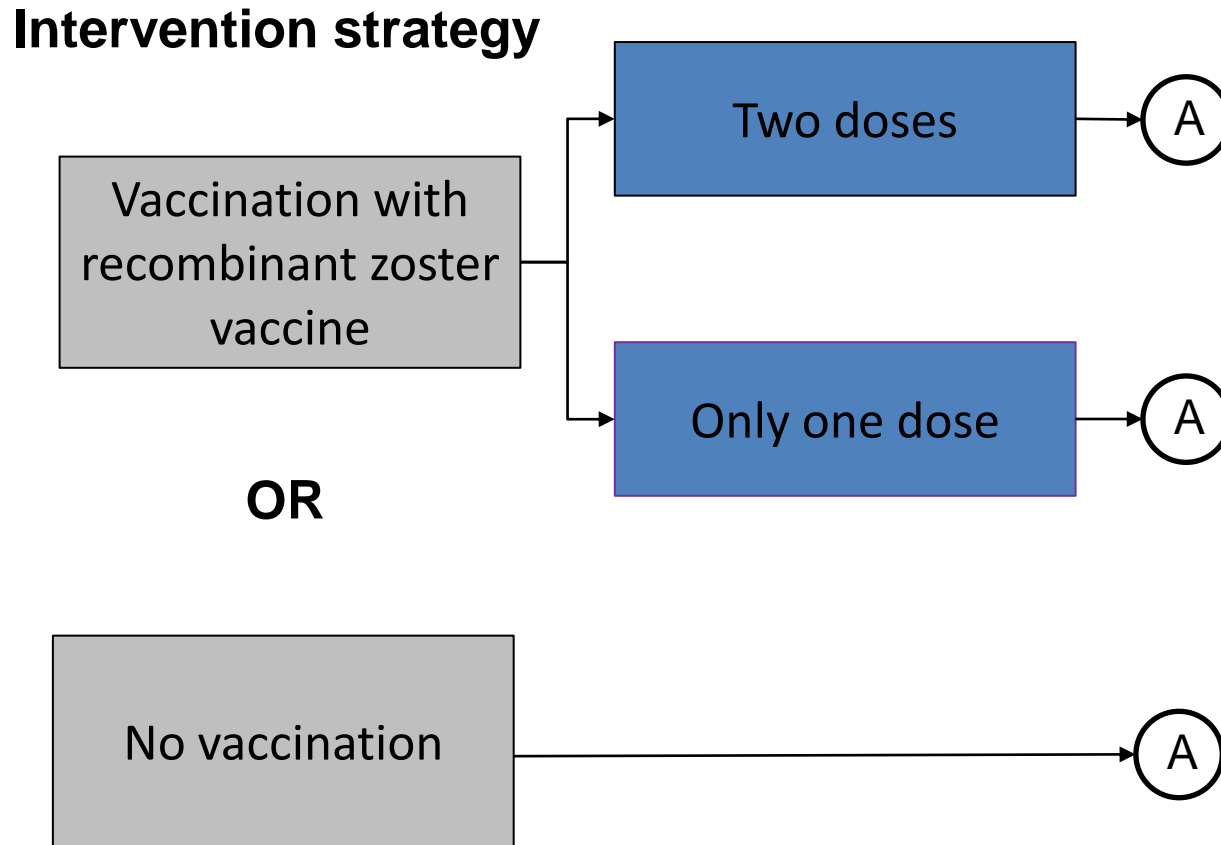 Intervention strategy
Two doses
A
Vaccination with
recombinant zoster
vaccine
Only one dose
A
OR
No vaccination
A